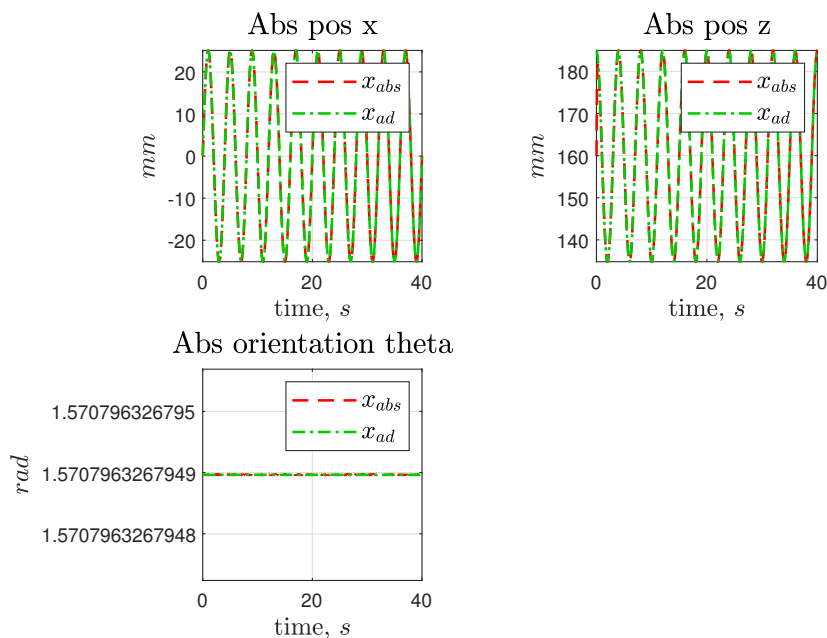 Abs pos x
x_abs
x_ad
20
10
0
-10
-20
mm
0 20 40
time, s
Abs pos z
x_abs
x_ad
180
170
160
150
140
mm
0 20 40
time, s
Abs orientation theta
x_abs
x_ad
1.570796326795
1.5707963267949
1.5707963267948
rad
0 20 40
time, s